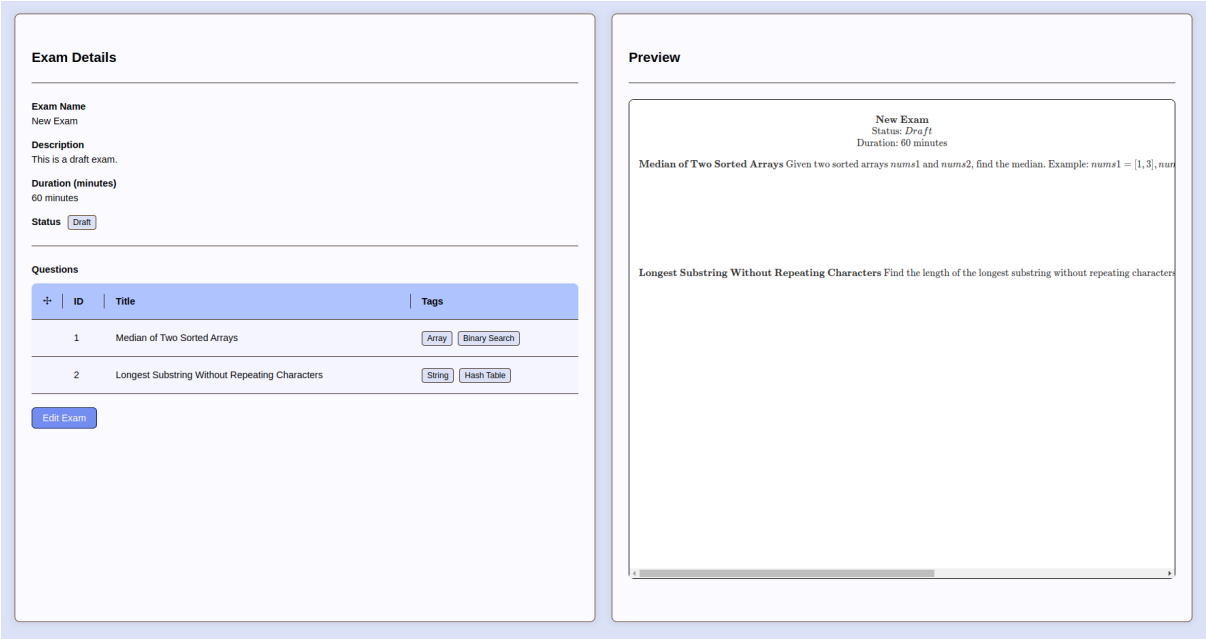 Exam Details
Exam Name
New Exam
Description
This is a draft exam.
Duration (minutes)
60 minutes
Status Draft
Questions
ID Title Tags
1 Median of Two Sorted Arrays Array Binary Search
2 Longest Substring Without Repeating Characters String Hash Table
Edit Exam
Preview
New Exam
Status: Draft
Duration: 60 minutes
Median of Two Sorted Arrays Given two sorted arrays nums1 and nums2, find the median. Example: nums1 = [1, 3], num
Longest Substring Without Repeating Characters Find the length of the longest substring without repeating characters